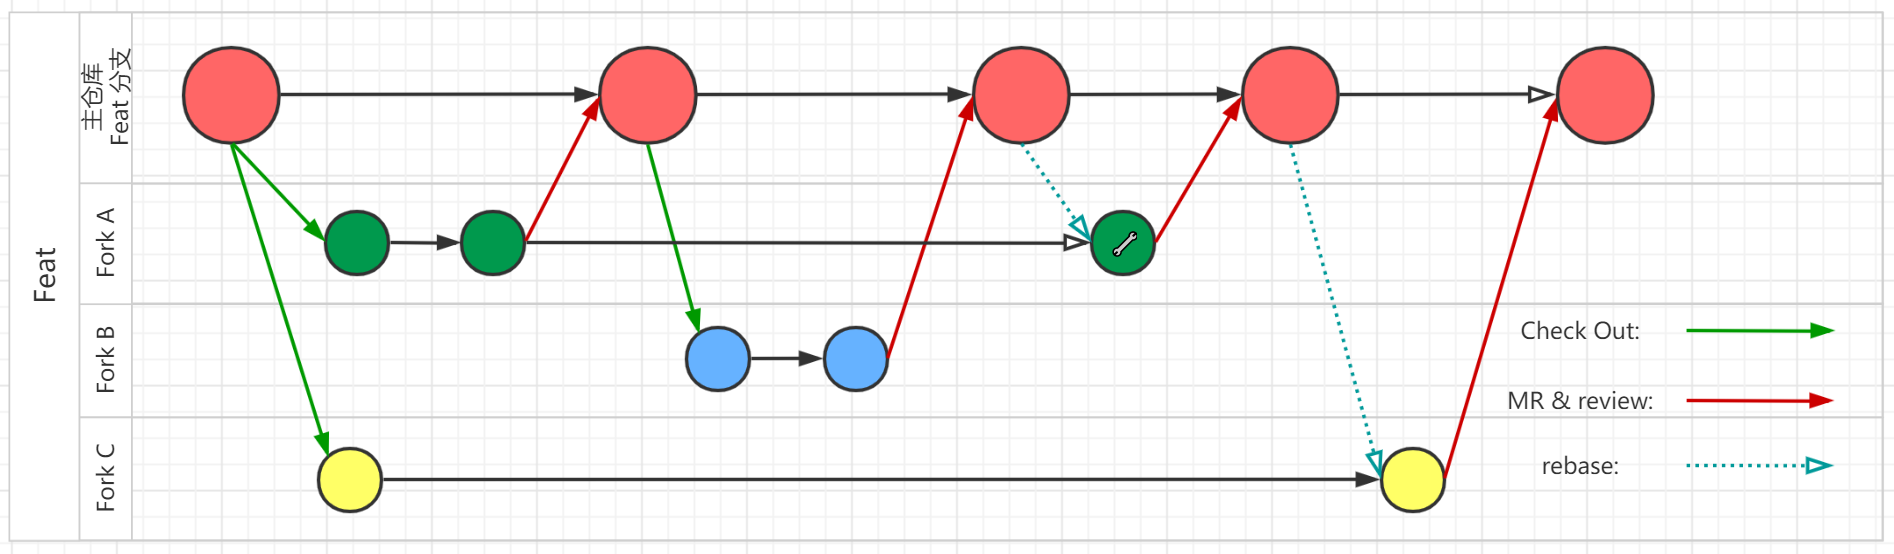 Feat
主仓库
Feat 分支
Fork A
Fork B
Fork C
Check Out:
MR & review:
rebase: